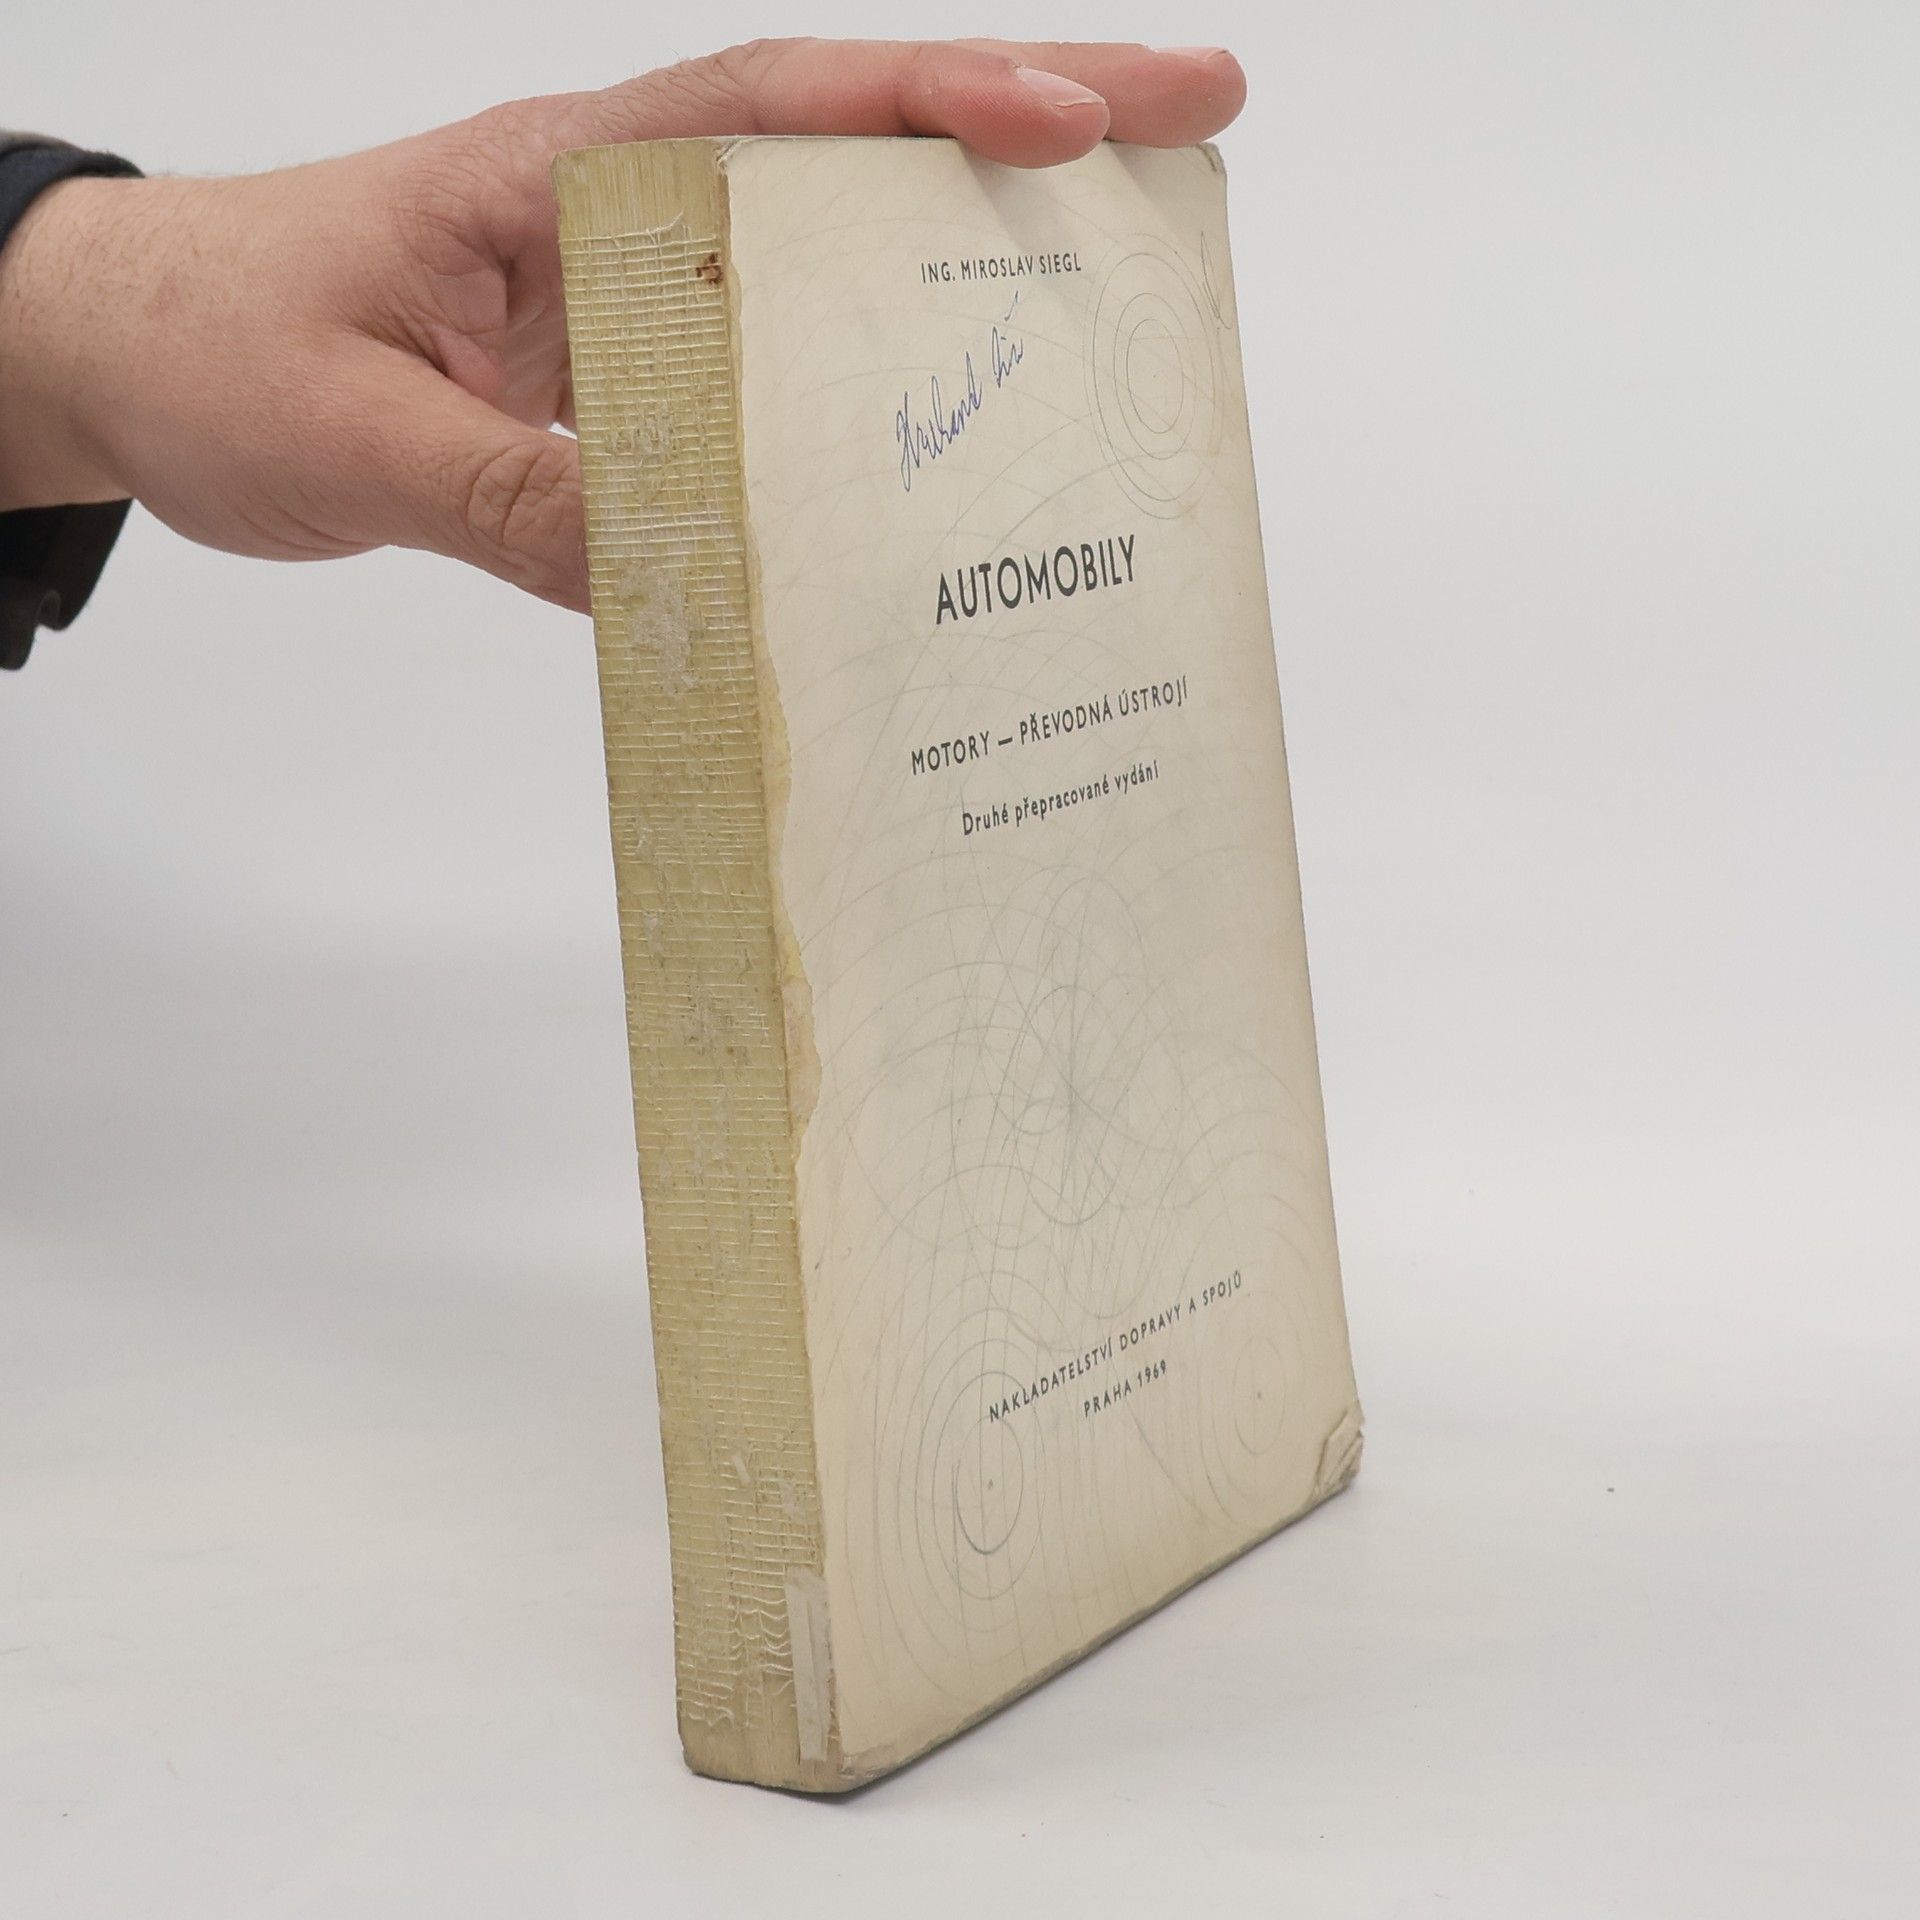 ING. MIROSLAV SIEGL
AUTOMOBILY
MOTORY — PŘEVODNÁ ÚSTROJÍ
Druhé přepracované vydání
NAKLADATELSTVÍ DOPRAVY A SPOJŮ
PRAHA 1969